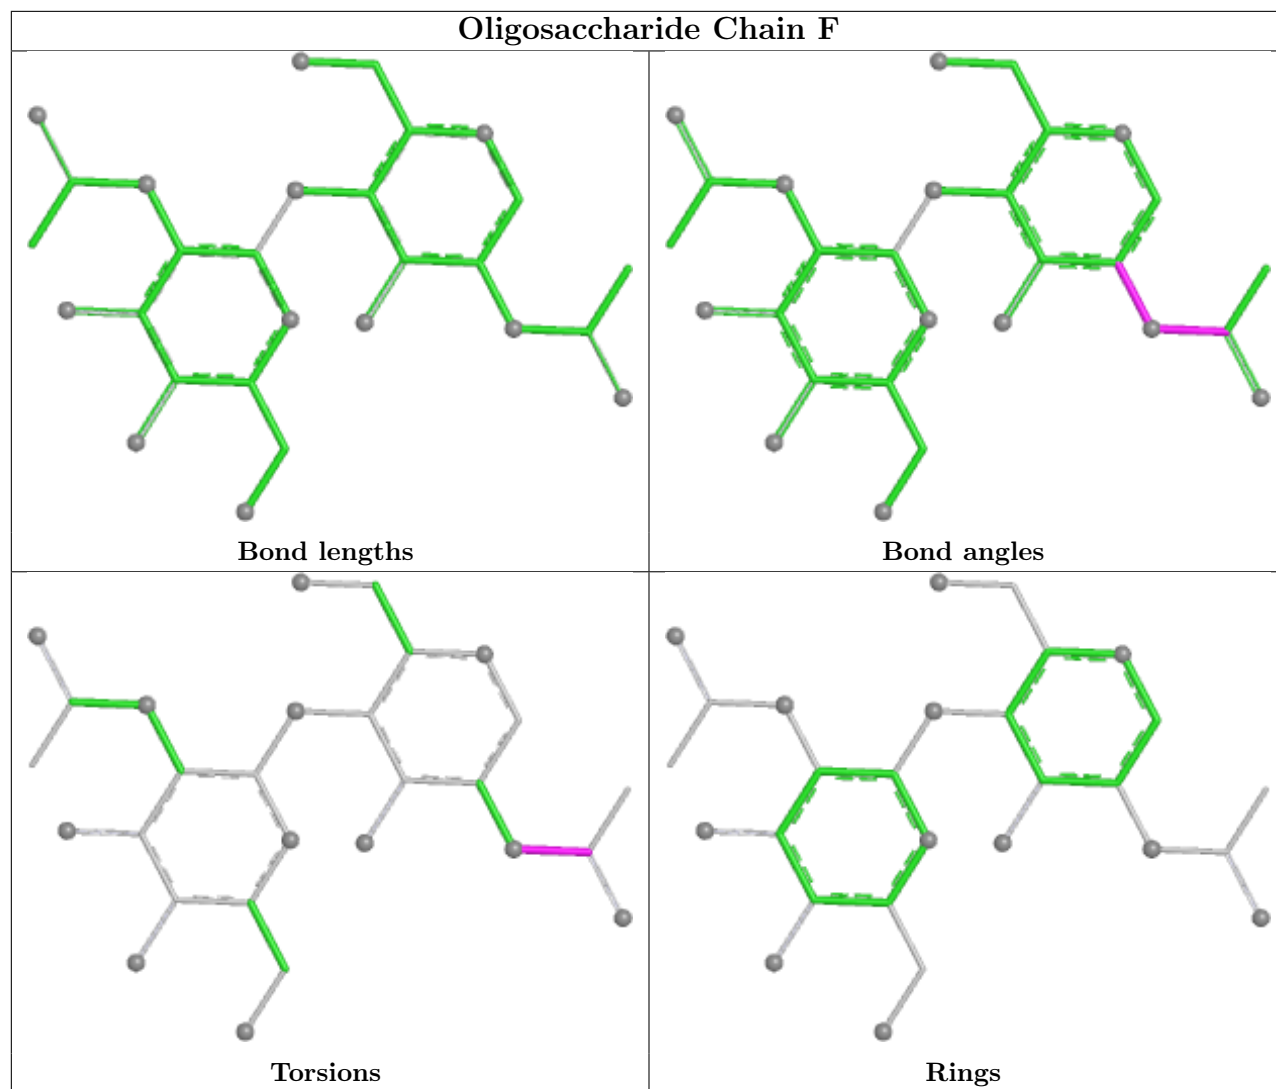 Oligosaccharide Chain F
Bond lengths
Bond angles
Torsions
Rings